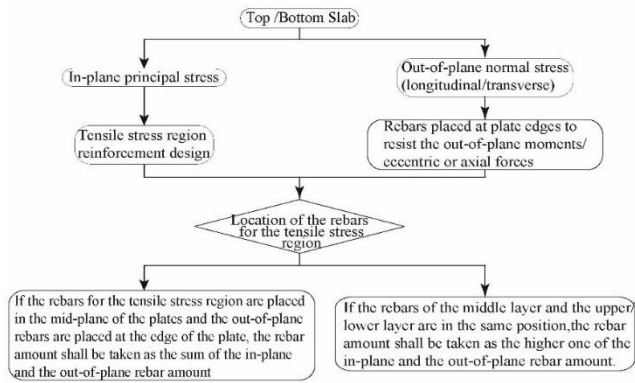 Top /Bottom Slab
In-plane principal stress
Out-of-plane normal stress
(longitudinal/transverse)
Tensile stress region
reinforcement design
Rebars placed at plate edges to
resist the out-of-plane moments/
eccentric or axial forces
Location of the rebars
for the tensile stress
region
If the rebars for the tensile stress region are placed
in the mid-plane of the plates and the out-of-plane
rebars are placed at the edge of the plate, the rebar
amount shall be taken as the sum of the in-plane
and the out-of-plane rebar amount
If the rebars of the middle layer and the upper/
lower layer are in the same position,the rebar
amount shall be taken as the higher one of the
in-plane and the out-of-plane rebar amount.